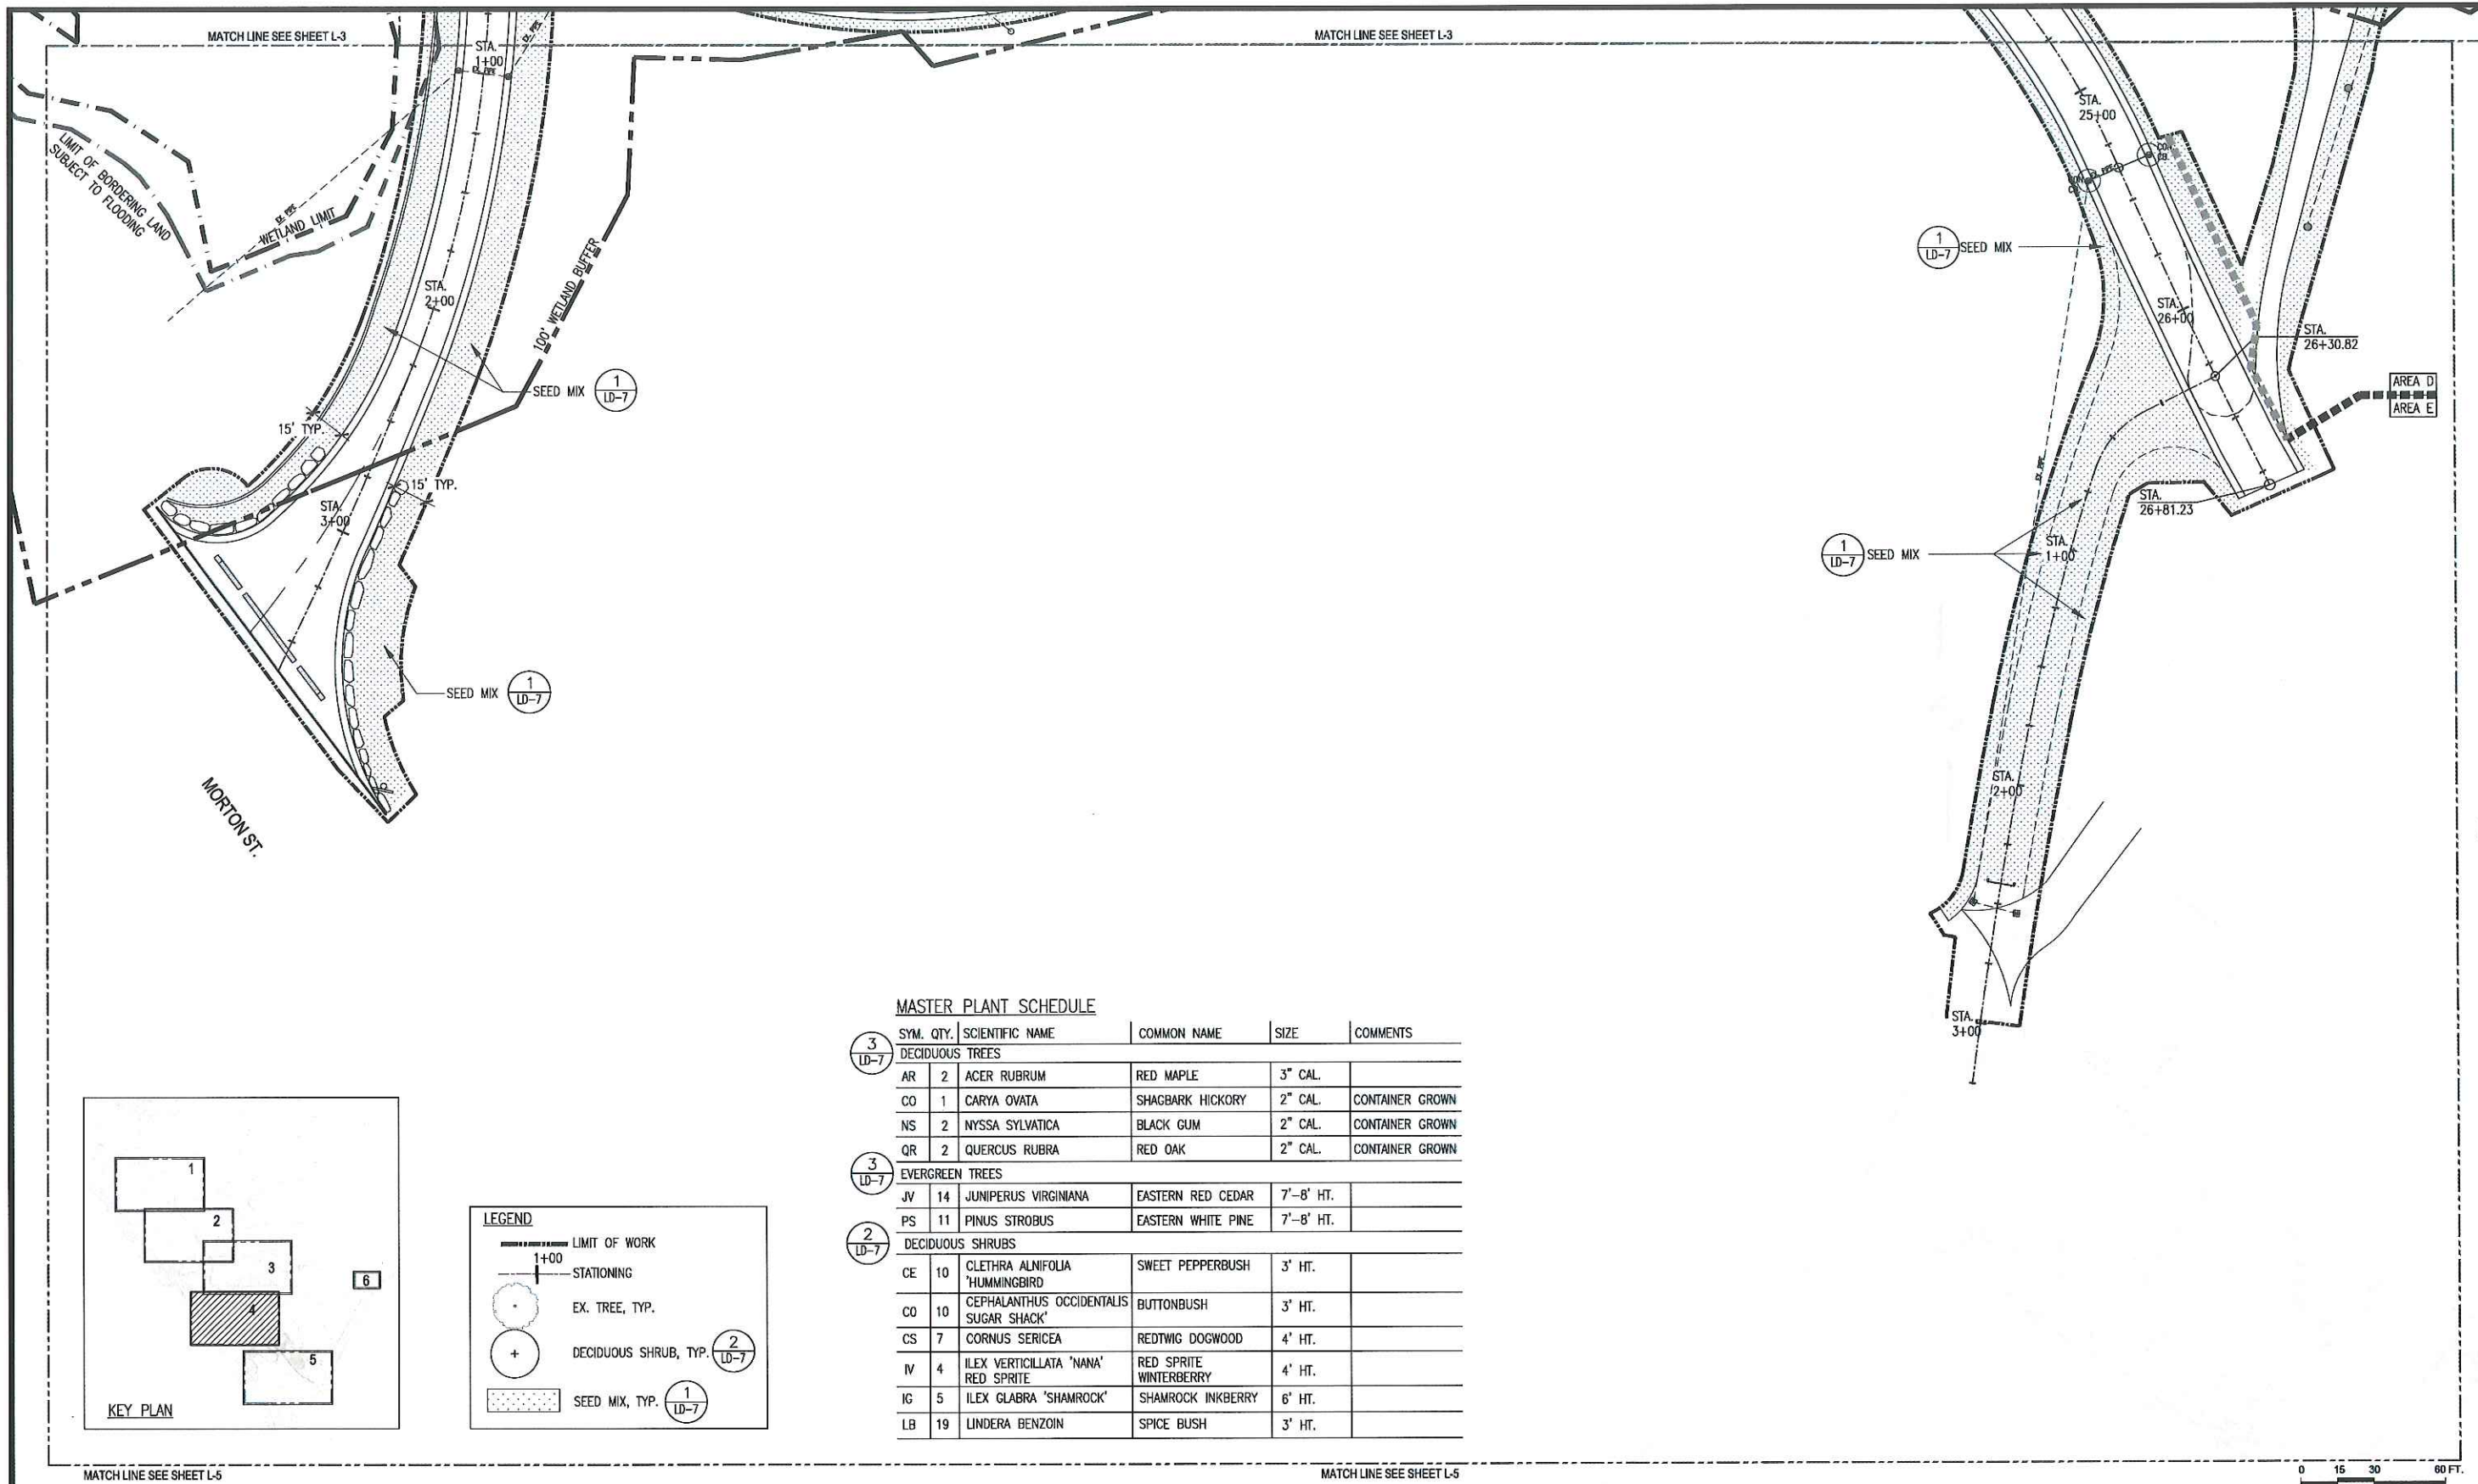 MATCH LINE SEE SHEET L-3
MATCH LINE SEE SHEET L-3
STA.
1+00
EX. PIPE
EX. PIPE
LIMIT OF BORDERING LAND
SUBJECT TO FLOODING
EX. PIPE
WETLAND LIMIT
STA.
2+00
100' WETLAND BUFFER
SEED MIX
1
LD-7
15' TYP.
15' TYP.
STA.
3+00
SEED MIX
1
LD-7
MORTON ST.
STA.
25+00
CON.
CB.
CON.
CB.
EX. PIPE
1
LD-7
SEED MIX
STA.
26+00
STA.
26+30.82
AREA D
AREA E
EX. PIPE
STA.
26+81.23
1
LD-7
SEED MIX
STA.
1+00
STA.
2+00
STA.
3+00
MASTER PLANT SCHEDULE
SYM. QTY. SCIENTIFIC NAME COMMON NAME SIZE COMMENTS
3
LD-7
DECIDUOUS TREES
AR 2 ACER RUBRUM RED MAPLE 3" CAL.
CO 1 CARYA OVATA SHAGBARK HICKORY 2" CAL. CONTAINER GROWN
NS 2 NYSSA SYLVATICA BLACK GUM 2" CAL. CONTAINER GROWN
QR 2 QUERCUS RUBRA RED OAK 2" CAL. CONTAINER GROWN
3
LD-7
EVERGREEN TREES
JV 14 JUNIPERUS VIRGINIANA EASTERN RED CEDAR 7'-8' HT.
PS 11 PINUS STROBUS EASTERN WHITE PINE 7'-8' HT.
2
LD-7
DECIDUOUS SHRUBS
CE 10 CLETHRA ALNIFOLIA SWEET PEPPERBUSH 3' HT.
'HUMMINGBIRD
CO 10 CEPHALANTHUS OCCIDENTALIS BUTTONBUSH 3' HT.
SUGAR SHACK'
CS 7 CORNUS SERICEA REDTWIG DOGWOOD 4' HT.
IV 4 ILEX VERTICILLATA 'NANA' RED SPRITE 4' HT.
RED SPRITE WINTERBERRY
IG 5 ILEX GLABRA 'SHAMROCK' SHAMROCK INKBERRY 6' HT.
LB 19 LINDERA BENZOIN SPICE BUSH 3' HT.
1
2
3
4
5
6
KEY PLAN
LEGEND
LIMIT OF WORK
1+00
STATIONING
EX. TREE, TYP.
DECIDUOUS SHRUB, TYP.
2
LD-7
SEED MIX, TYP.
1
LD-7
MATCH LINE SEE SHEET L-5
MATCH LINE SEE SHEET L-5
0 15 30 60 FT.